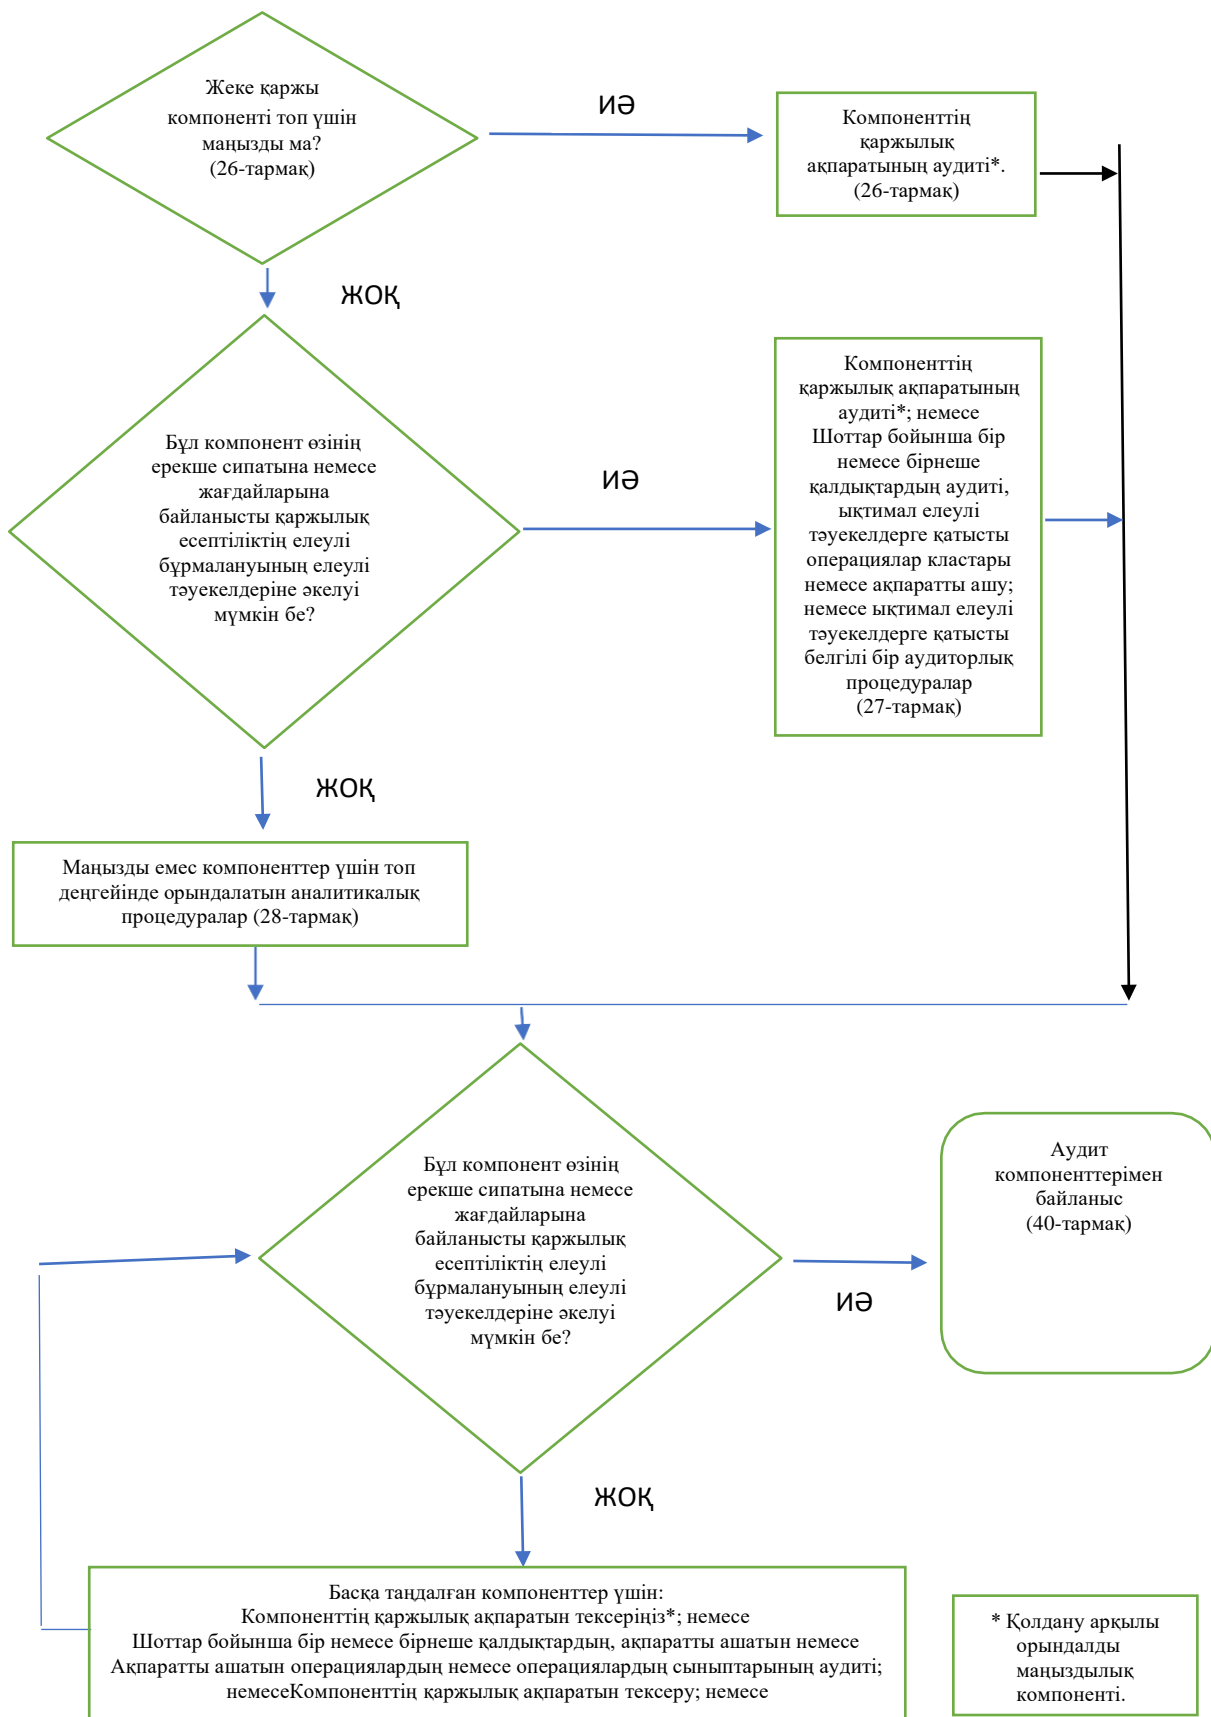 Жеке қаржы
компоненті топ үшін
маңызды ма?
(26-тармақ)
ИӘ
Компоненттің
қаржылық
ақпаратының аудиті*.
(26-тармақ)
ЖОҚ
Бұл компонент өзінің
ерекше сипатына немесе
жағдайларына
байланысты қаржылық
есептіліктің елеулі
бұрмалануының елеулі
тәуекелдеріне әкелуі
мүмкін бе?
ИӘ
Компоненттің
қаржылық ақпаратының
аудиті*; немесе
Шоттар бойынша бір
немесе бірнеше
қалдықтардың аудиті,
ықтимал елеулі
тәуекелдерге қатысты
операциялар кластары
немесе ақпаратты ашу;
немесе ықтимал елеулі
тәуекелдерге қатысты
белгілі бір аудиторлық
процедуралар
(27-тармақ)
ЖОҚ
Маңызды емес компоненттер үшін топ
деңгейінде орындалатын аналитикалық
процедуралар (28-тармақ)
Бұл компонент өзінің
ерекше сипатына немесе
жағдайларына
байланысты қаржылық
есептіліктің елеулі
бұрмалануының елеулі
тәуекелдеріне әкелуі
мүмкін бе?
ИӘ
Аудит
компоненттерімен
байланыс
(40-тармақ)
ЖОҚ
Басқа таңдалған компоненттер үшін:
Компоненттің қаржылық ақпаратын тексеріңіз*; немесе
Шоттар бойынша бір немесе бірнеше қалдықтардың, ақпаратты ашатын немесе
Ақпаратты ашатын операциялардың немесе операциялардың сыныптарының аудиті;
немесеКомпоненттің қаржылық ақпаратын тексеру; немесе
* Қолдану арқылы
орындалды
маңыздылық
компоненті.